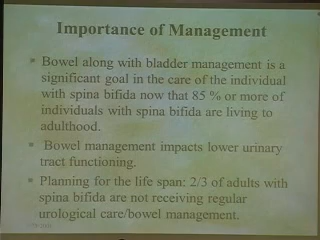 Importance of Management
Bowel along with bladder management is a
significant goal in the care of the individual
with spina bifida now that 85 % or more of
individuals with spina bifida are living to
adulthood.
Bowel management impacts lower urinary
tract functioning.
Planning for the life span: 2/3 of adults with
spina bifida are not receiving regular
urological care/bowel management.